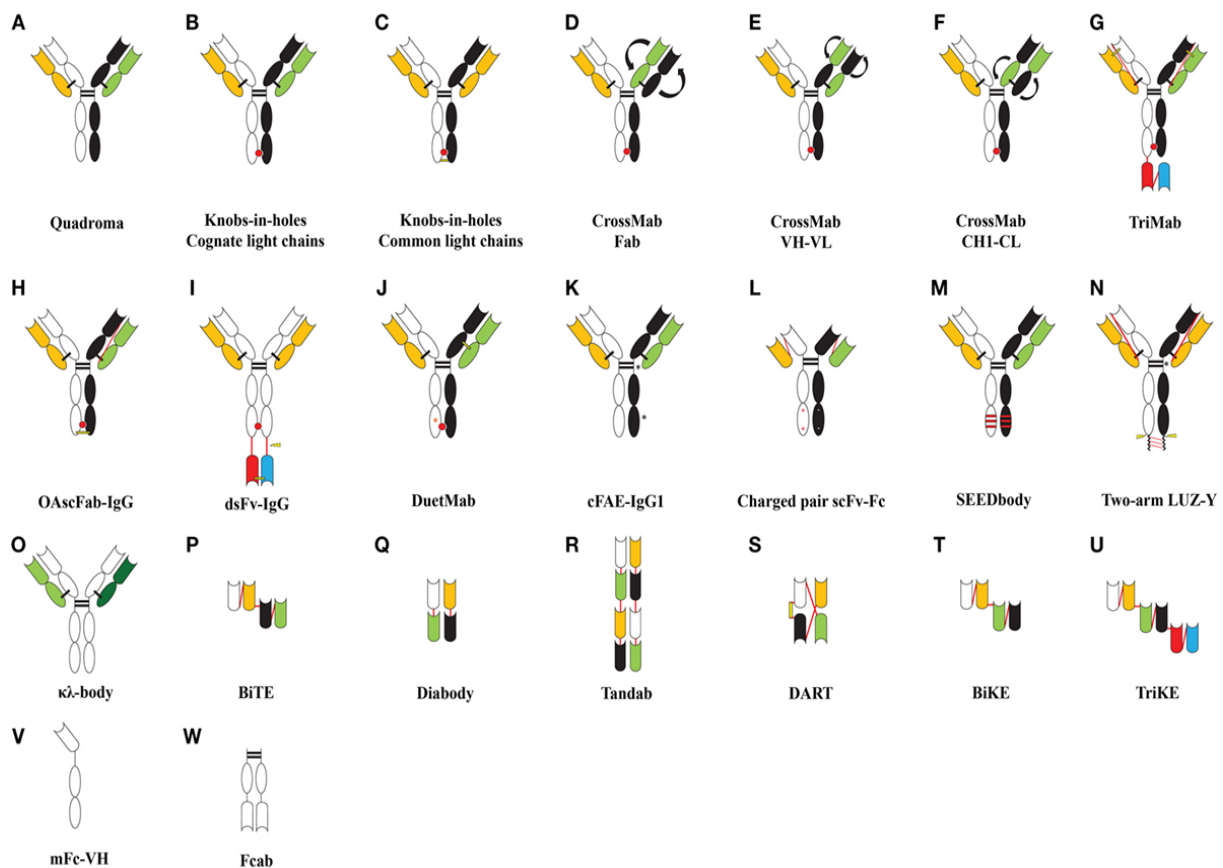 A B C D E F G
Quadroma
Knobs-in-holes
Cognate light chains
Knobs-in-holes
Common light chains
CrossMab
Fab
CrossMab
VH-VL
CrossMab
CH1-CL
TriMab
H I J K L M N
OAscFab-IgG
dsFv-IgG
DuetMab
cFAE-IgG1
Charged pair scFv-Fc
SEEDbody
Two-arm LUZ-Y
O P Q R S T U
κλ-body
BiTE
Diabody
Tandab
DART
BiKE
TriKE
V W
mFc-VH
Fcab